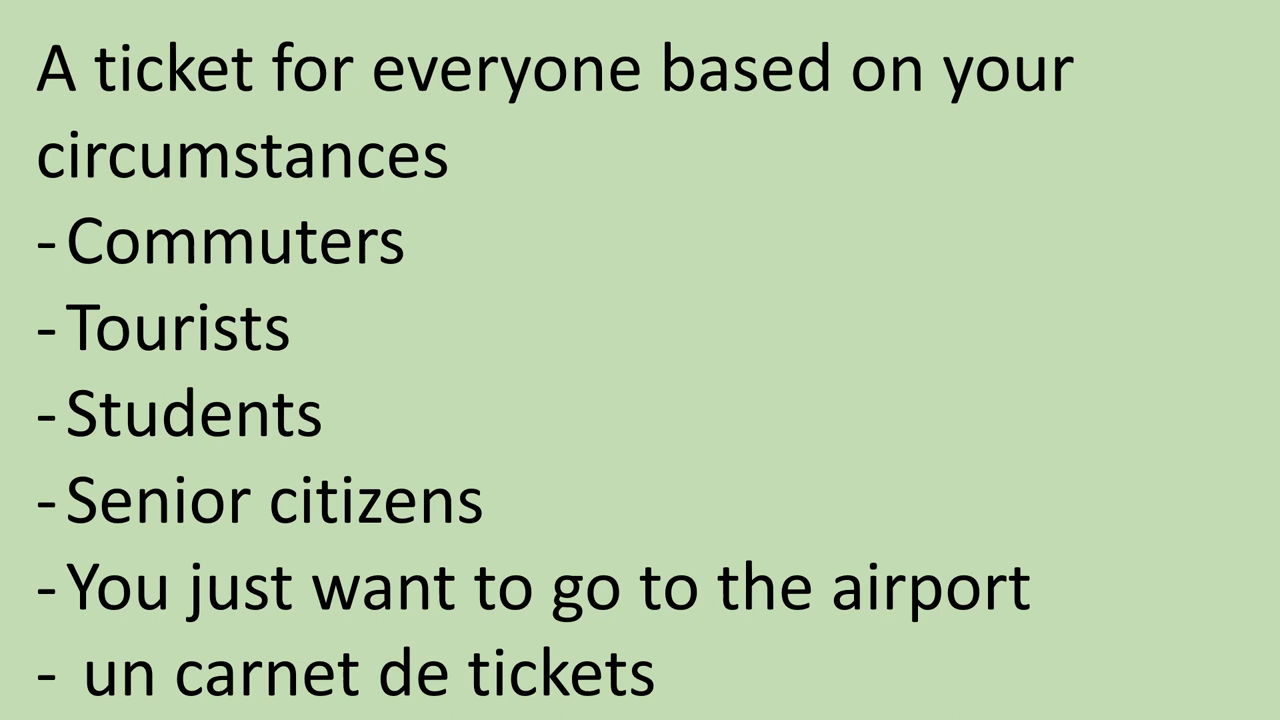 A ticket for everyone based on your
circumstances
- Commuters
- Tourists
- Students
- Senior citizens
- You just want to go to the airport
- un carnet de tickets